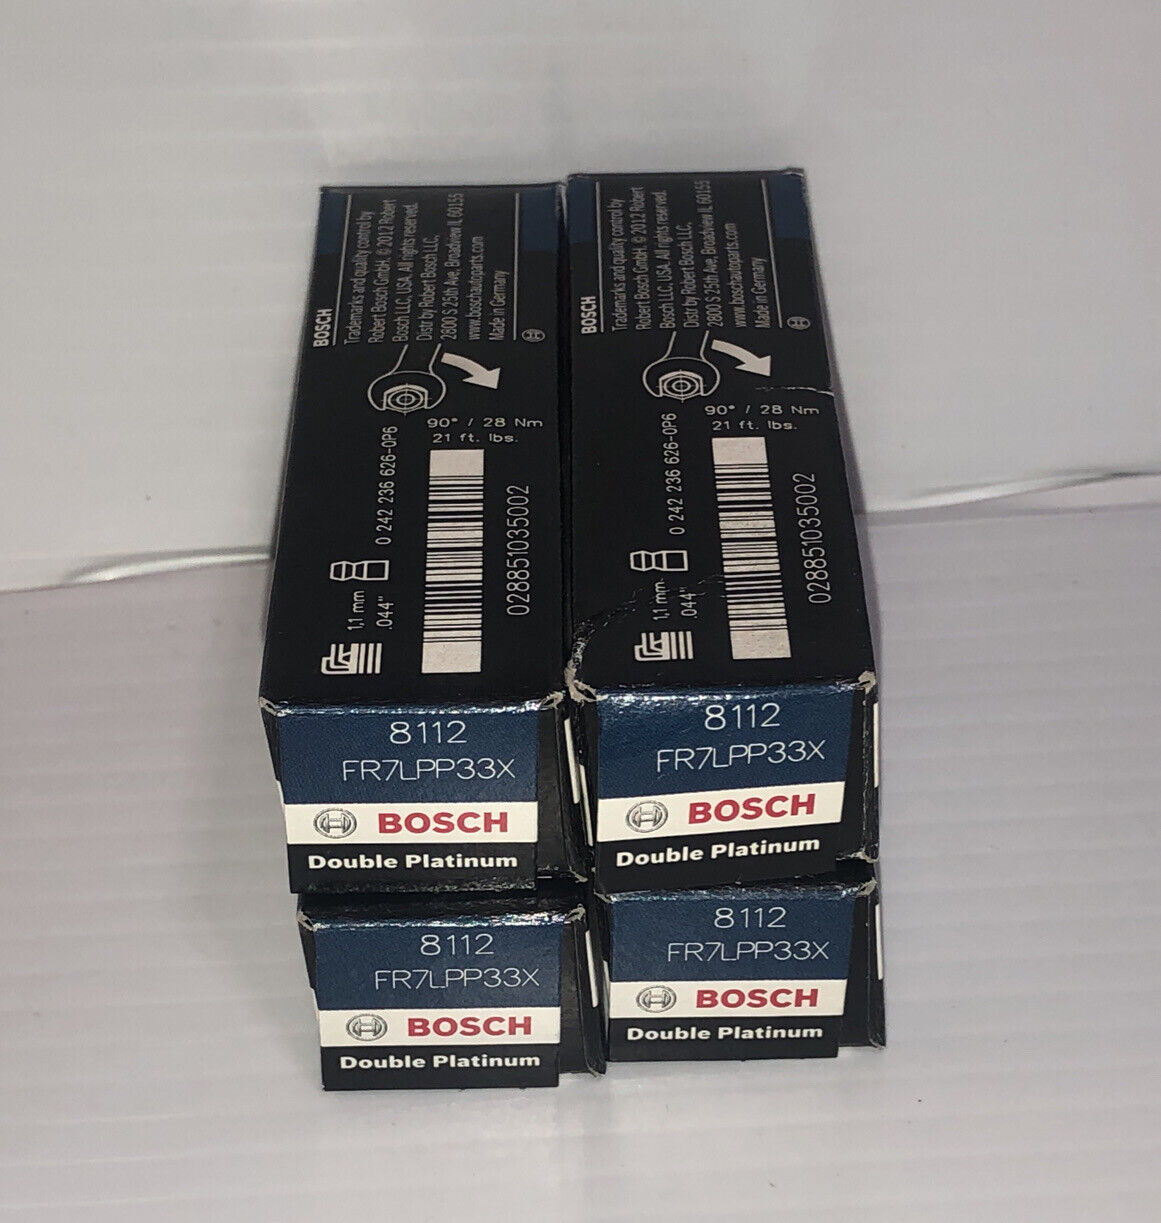 BOSCH
Trademarks and quality control by
Robert Bosch GmbH. © 2012 Robert
Bosch LLC, USA. All rights reserved.
Distr by Robert Bosch LLC,
2800 S 25th Ave, Broadview IL 60155
www.boschautoparts.com
Made in Germany
90° / 28 Nm
21 ft. lbs.
0 242 236 626-0P6
1,1 mm
.044"
028851035002
8112
FR7LPP33X
BOSCH
Double Platinum
BOSCH
Trademarks and quality control by
Robert Bosch GmbH. © 2012 Robert
Bosch LLC, USA. All rights reserved.
Distr by Robert Bosch LLC,
2800 S 25th Ave, Broadview IL 60155
www.boschautoparts.com
Made in Germany
90° / 28 Nm
21 ft. lbs.
0 242 236 626-0P6
1,1 mm
.044"
028851035002
8112
FR7LPP33X
BOSCH
Double Platinum
8112
FR7LPP33X
BOSCH
Double Platinum
8112
FR7LPP33X
BOSCH
Double Platinum